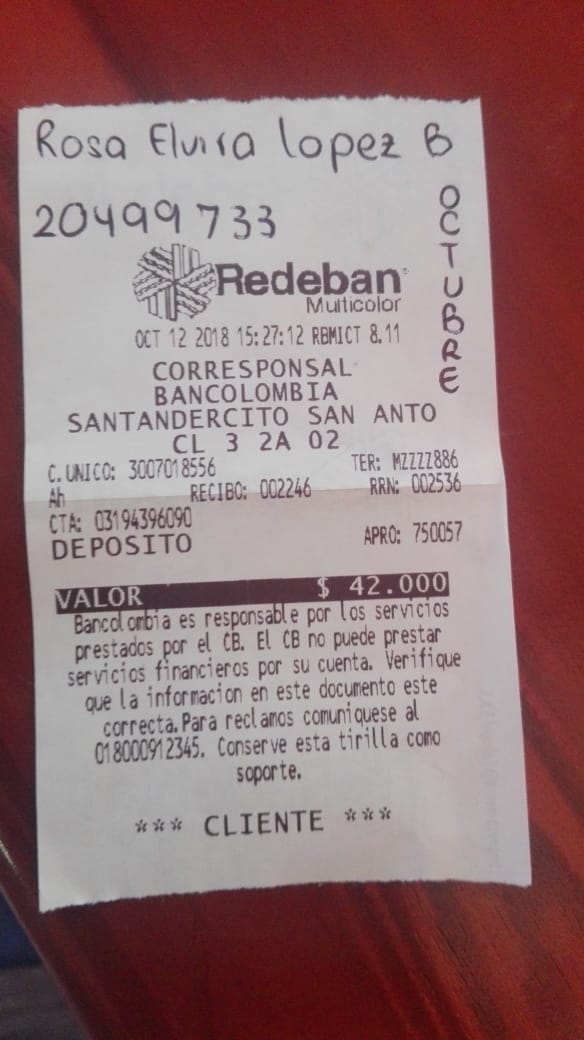 Rosa Elvira Lopez B
20499733
OCTUBRE
Redeban
Multicolor
OCT 12 2018 15:27:12 RBMICT 8.11
CORRESPONSAL
BANCOLOMBIA
SANTANDERCITO SAN ANTO
CL 3 2A 02
C.UNICO: 3007018556 TER: MZZZZ886
Ah RECIBO: 002246 RRN: 002536
CTA: 03194396090
DEPOSITO APRO: 750057
VALOR $ 42.000
Bancolombia es responsable por los servicios
prestados por el CB. El CB no puede prestar
servicios financieros por su cuenta. Verifique
que la informacion en este documento este
correcta.Para reclamos comuniquese al
018000912345. Conserve esta tirilla como
soporte.
*** CLIENTE ***